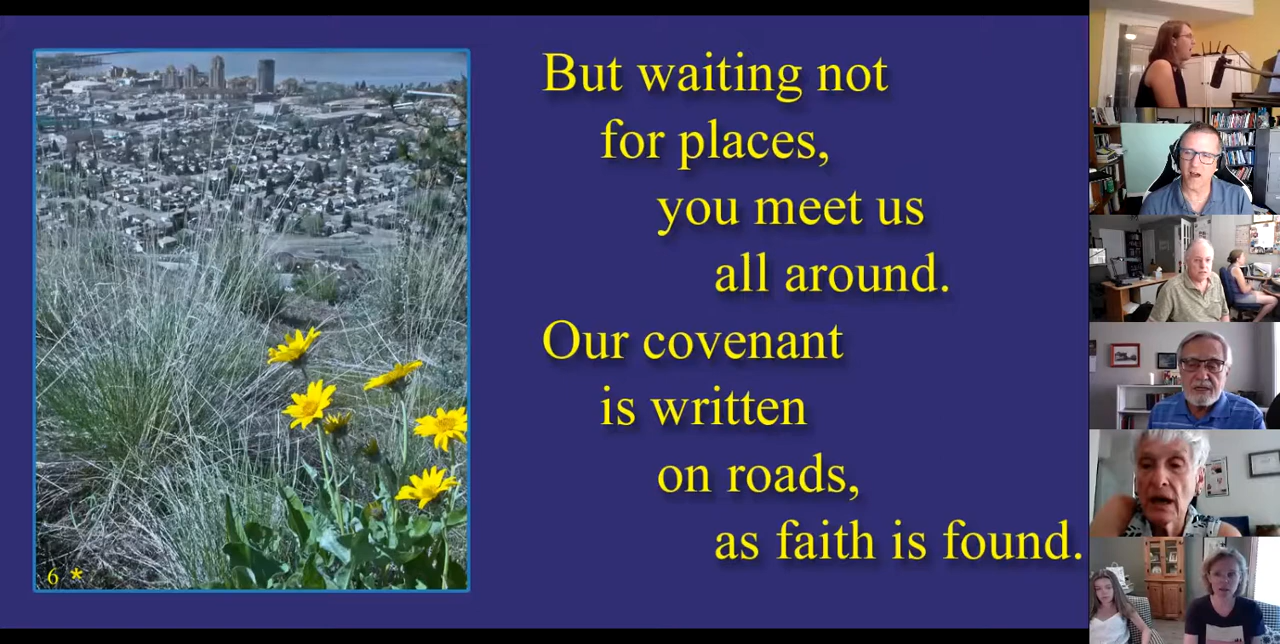 But waiting not
for places,
you meet us
all around.
Our covenant
is written
on roads,
as faith is found.
6 *